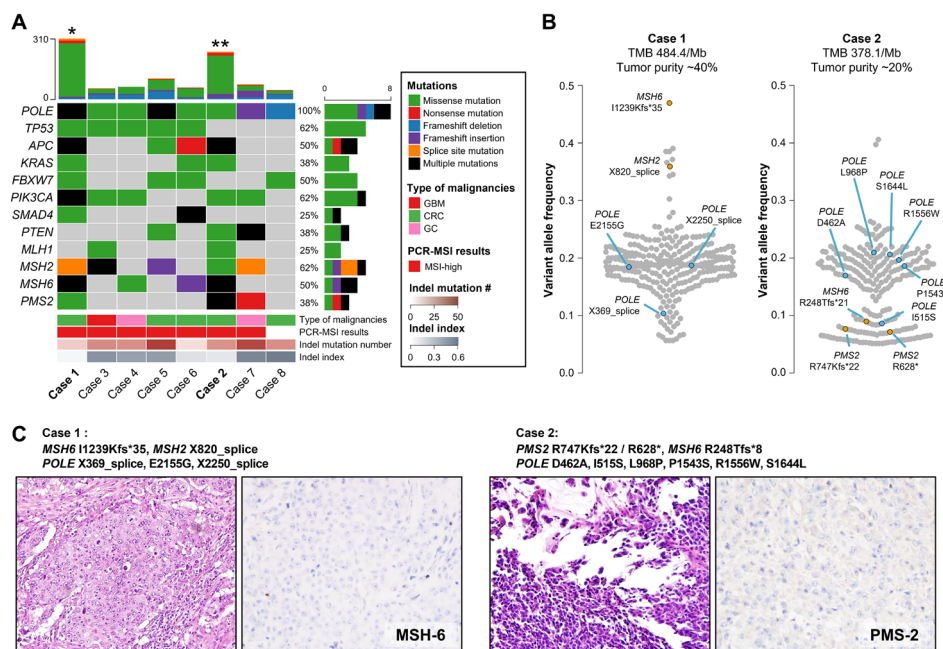 A
310
0
*
**
0 8
POLE 100%
TP53 62%
APC 50%
KRAS 38%
FBXW7 50%
PIK3CA 62%
SMAD4 25%
PTEN 38%
MLH1 25%
MSH2 62%
MSH6 50%
PMS2 38%
Type of malignancies
PCR-MSI results
Indel mutation number
Indel index
Case 1
Case 3
Case 4
Case 5
Case 6
Case 2
Case 7
Case 8
Mutations
Missense mutation
Nonsense mutation
Frameshift deletion
Frameshift insertion
Splice site mutation
Multiple mutations
Type of malignancies
GBM
CRC
GC
PCR-MSI results
MSI-high
Indel mutation #
0 50
Indel index
0 0.6
B
Case 1
TMB 484.4/Mb
Tumor purity ~40%
Variant allele frequency
0.5
0.4
0.3
0.2
0.1
0.0
MSH6
I1239Kfs*35
MSH2
X820_splice
POLE
E2155G
POLE
X2250_splice
POLE
X369_splice
Case 2
TMB 378.1/Mb
Tumor purity ~20%
Variant allele frequency
0.5
0.4
0.3
0.2
0.1
0.0
POLE
L968P
POLE
S1644L
POLE
R1556W
POLE
D462A
POLE
P1543
MSH6
R248Tfs*21
POLE
I515S
PMS2
R747Kfs*22
PMS2
R628*
C
Case 1 :
MSH6 I1239Kfs*35, MSH2 X820_splice
POLE X369_splice, E2155G, X2250_splice
MSH-6
Case 2:
PMS2 R747Kfs*22 / R628*, MSH6 R248Tfs*8
POLE D462A, I515S, L968P, P1543S, R1556W, S1644L
PMS-2